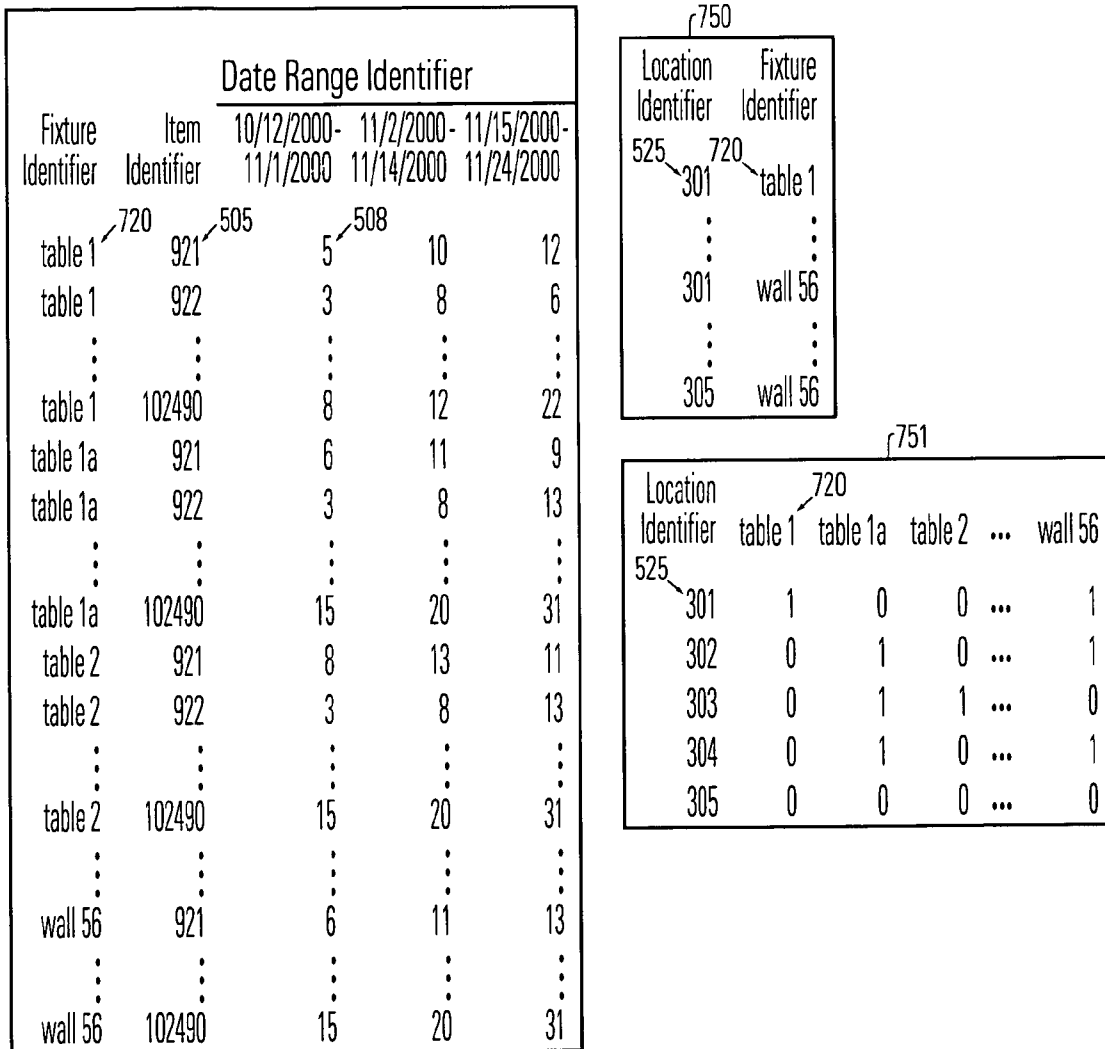 Date Range Identifier
Fixture Identifier Item Identifier 10/12/2000- 11/1/2000 11/2/2000- 11/14/2000 11/15/2000- 11/24/2000
720 505 508
table 1 921 5 10 12
table 1 922 3 8 6
table 1 102490 8 12 22
table 1a 921 6 11 9
table 1a 922 3 8 13
table 1a 102490 15 20 31
table 2 921 8 13 11
table 2 922 3 8 13
table 2 102490 15 20 31
wall 56 921 6 11 13
wall 56 102490 15 20 31
750
Location Identifier Fixture Identifier
525 720
301 table 1
301 wall 56
305 wall 56
751
720
Location Identifier table 1 table 1a table 2 ... wall 56
525
301 1 0 0 ... 1
302 0 1 0 ... 1
303 0 1 1 ... 0
304 0 1 0 ... 1
305 0 0 0 ... 0